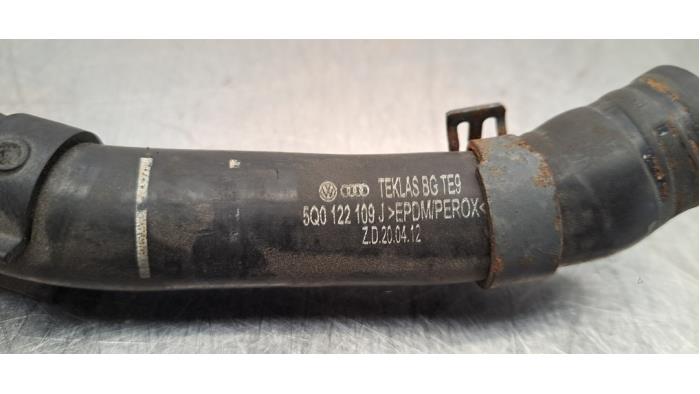 TEKLAS BG TE9
5Q0 122 109 J >EPDM/PEROX<
Z.D.20.04.12